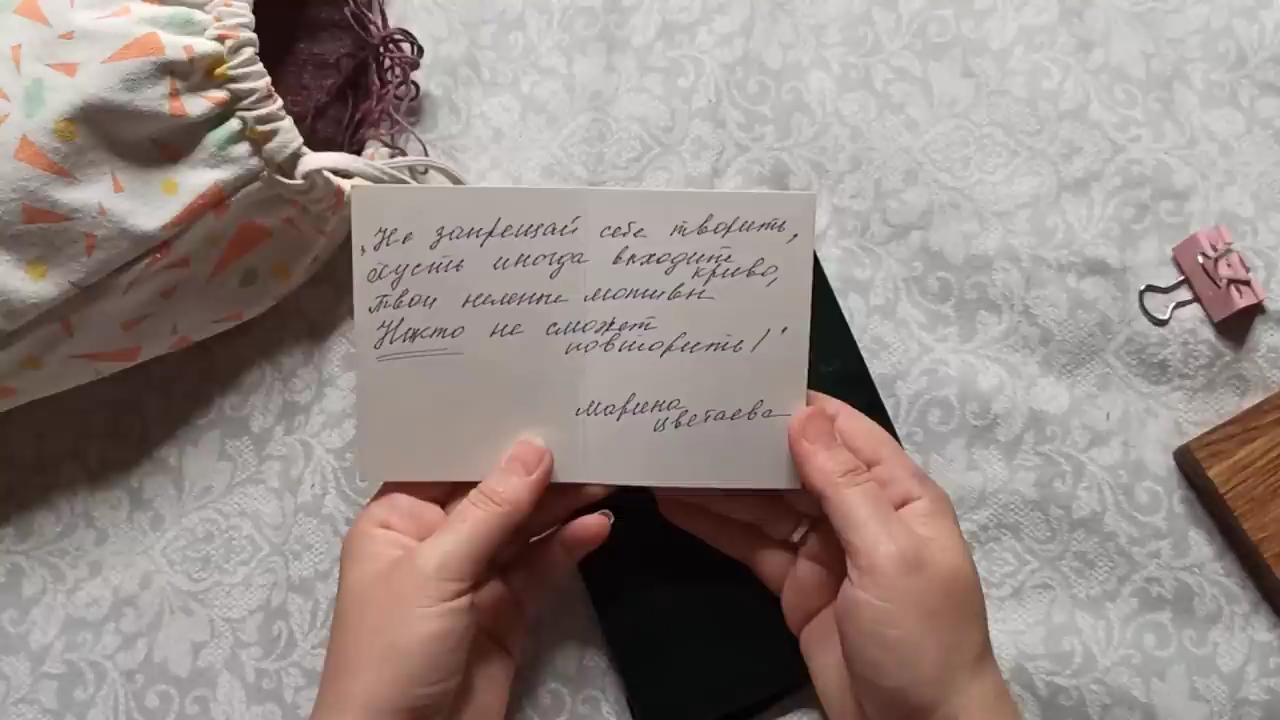 „Не запрещай себе творить,
Пусть иногда выходит
криво,
Твои нелепые мотивы
Никто не сможет
повторить!"
Марина
Цветаева